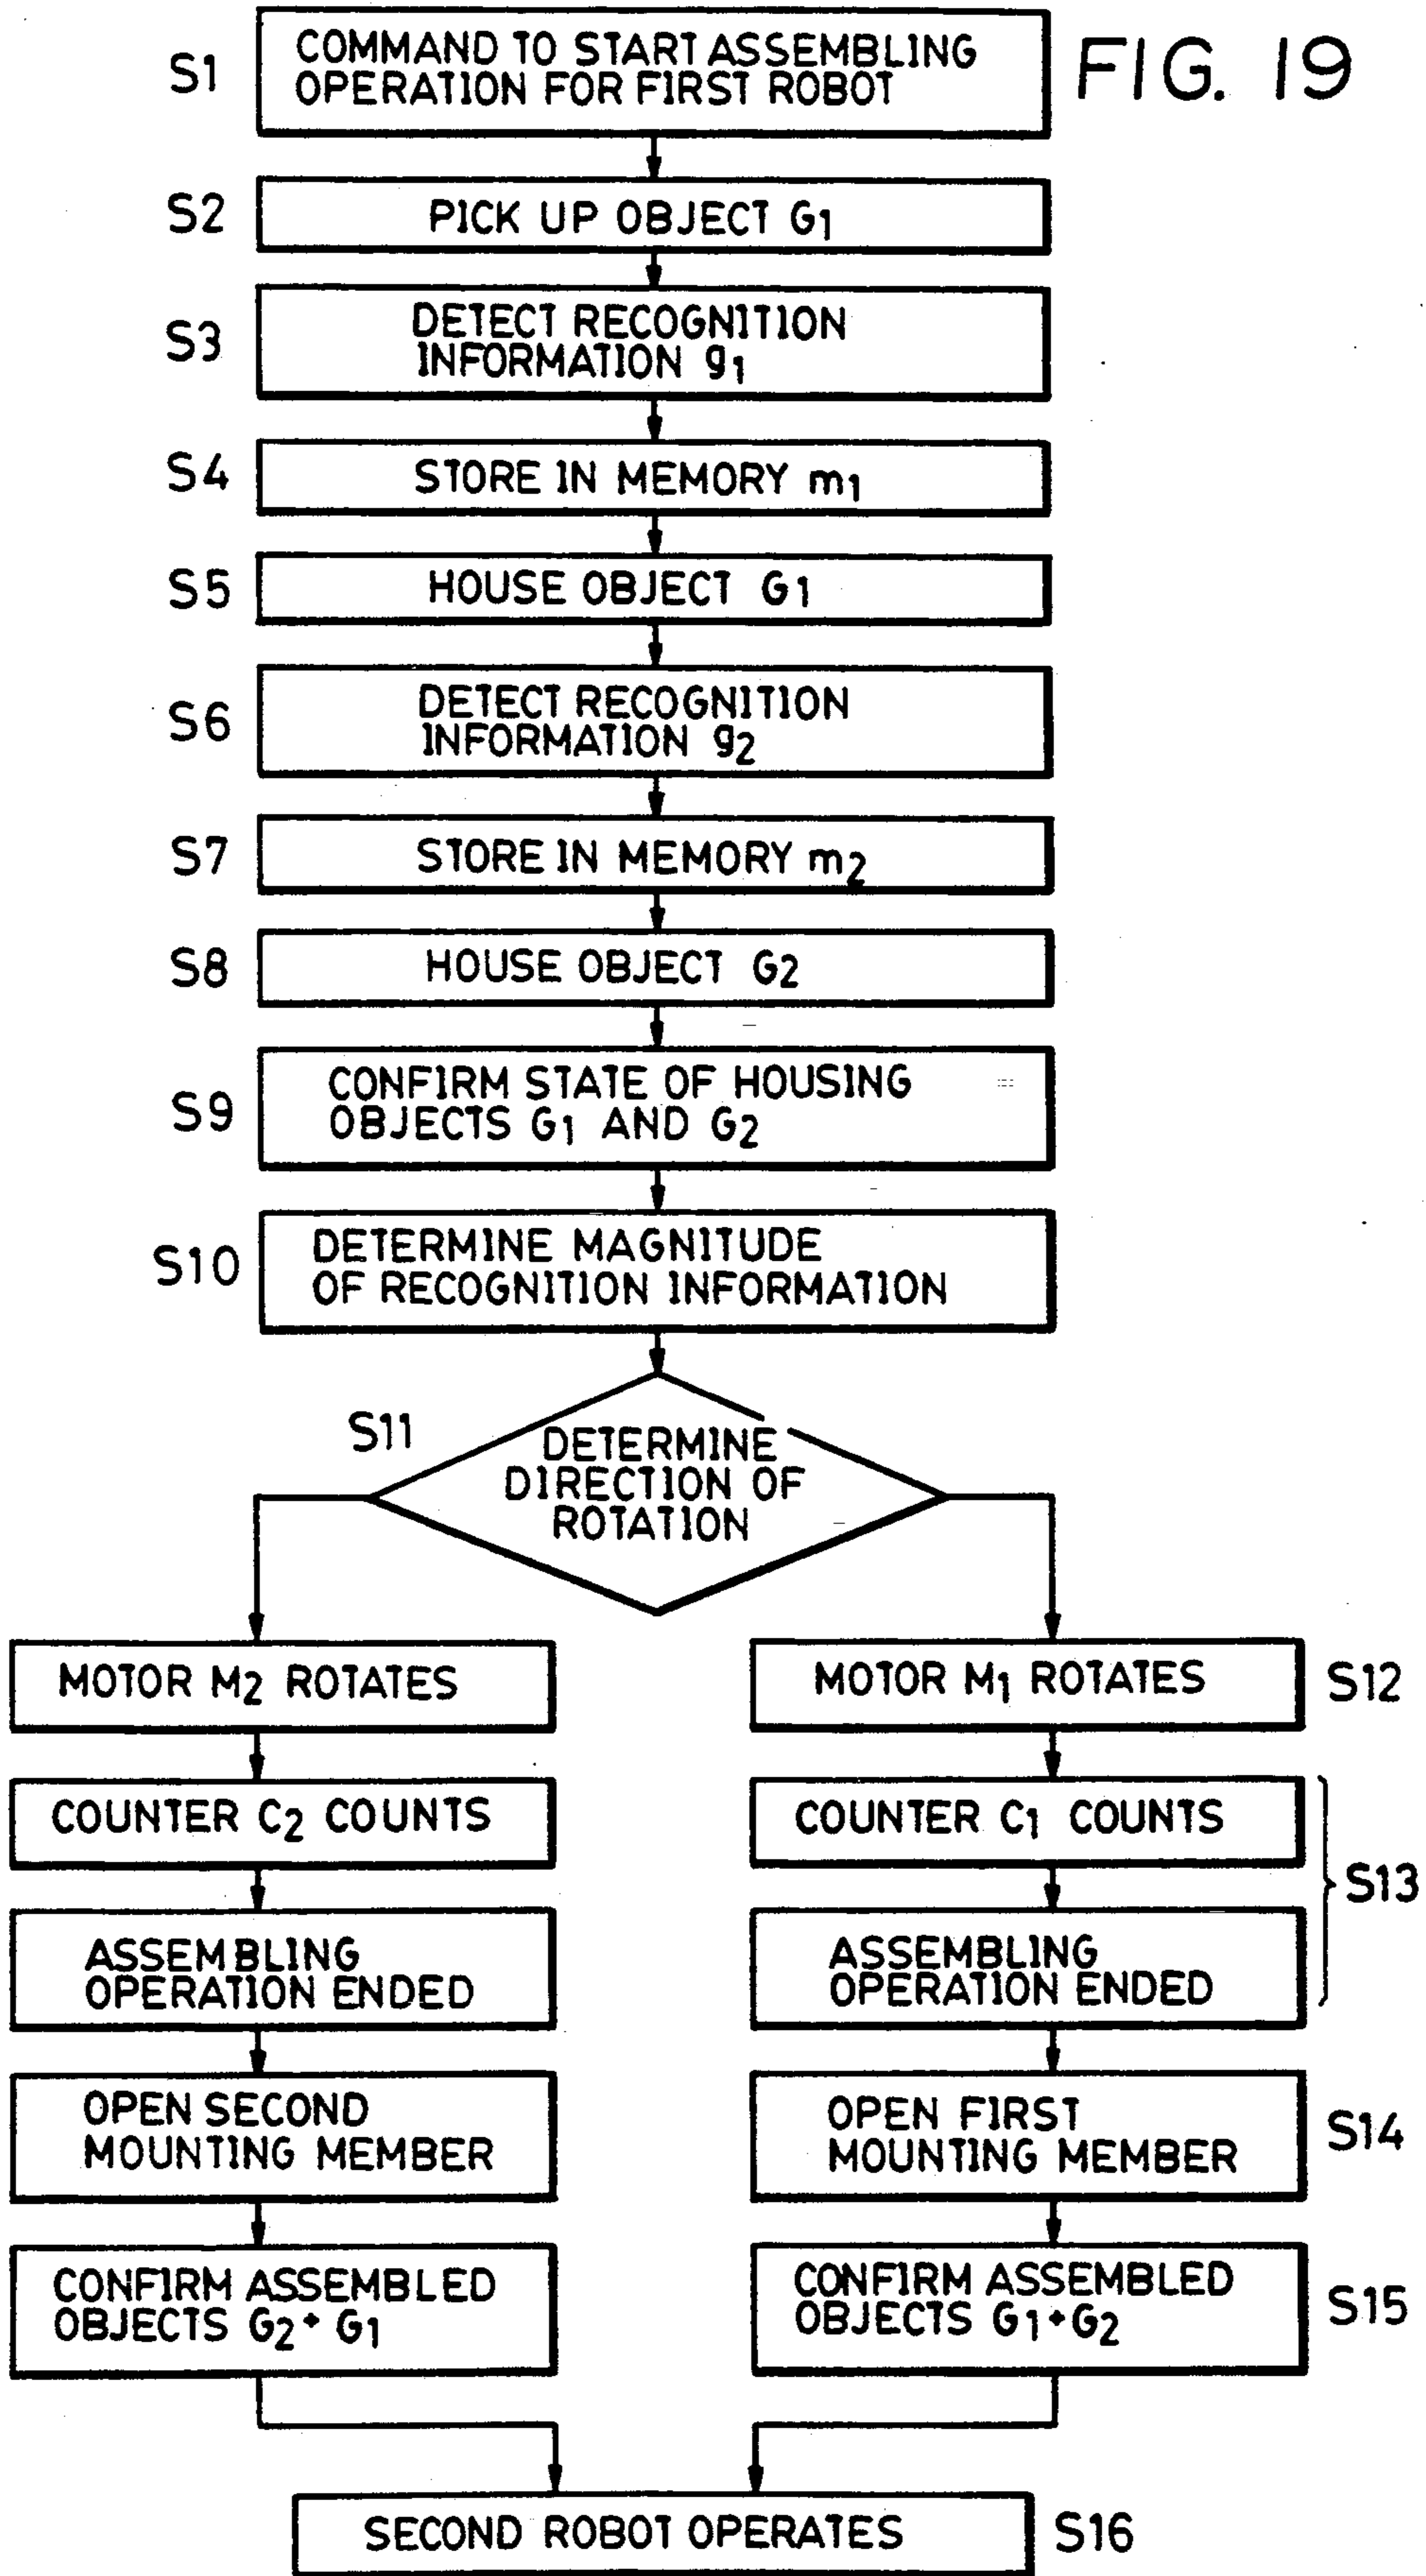 FIG. 19
S1
COMMAND TO START ASSEMBLING
OPERATION FOR FIRST ROBOT
S2
PICK UP OBJECT G1
S3
DETECT RECOGNITION
INFORMATION g1
S4
STORE IN MEMORY m1
S5
HOUSE OBJECT G1
S6
DETECT RECOGNITION
INFORMATION g2
S7
STORE IN MEMORY m2
S8
HOUSE OBJECT G2
S9
CONFIRM STATE OF HOUSING
OBJECTS G1 AND G2
S10
DETERMINE MAGNITUDE
OF RECOGNITION INFORMATION
S11
DETERMINE
DIRECTION OF
ROTATION
MOTOR M2 ROTATES
COUNTER C2 COUNTS
ASSEMBLING
OPERATION ENDED
OPEN SECOND
MOUNTING MEMBER
CONFIRM ASSEMBLED
OBJECTS G2+ G1
MOTOR M1 ROTATES
S12
COUNTER C1 COUNTS
ASSEMBLING
OPERATION ENDED
S13
OPEN FIRST
MOUNTING MEMBER
S14
CONFIRM ASSEMBLED
OBJECTS G1+G2
S15
SECOND ROBOT OPERATES
S16